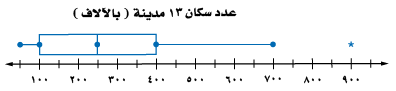 عدد سكان ١٣ مدينة ( بالآلاف )
١٠٠ ٢٠٠ ٣٠٠ ٤٠٠ ٥٠٠ ٦٠٠ ٧٠٠ ٨٠٠ ٩٠٠